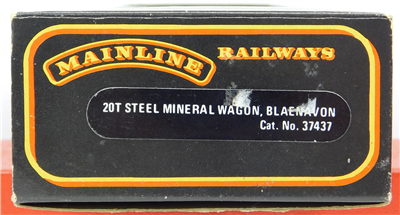 MAINLINE RAILWAYS
20T STEEL MINERAL WAGON, BLAENAVON
Cat. No. 37437